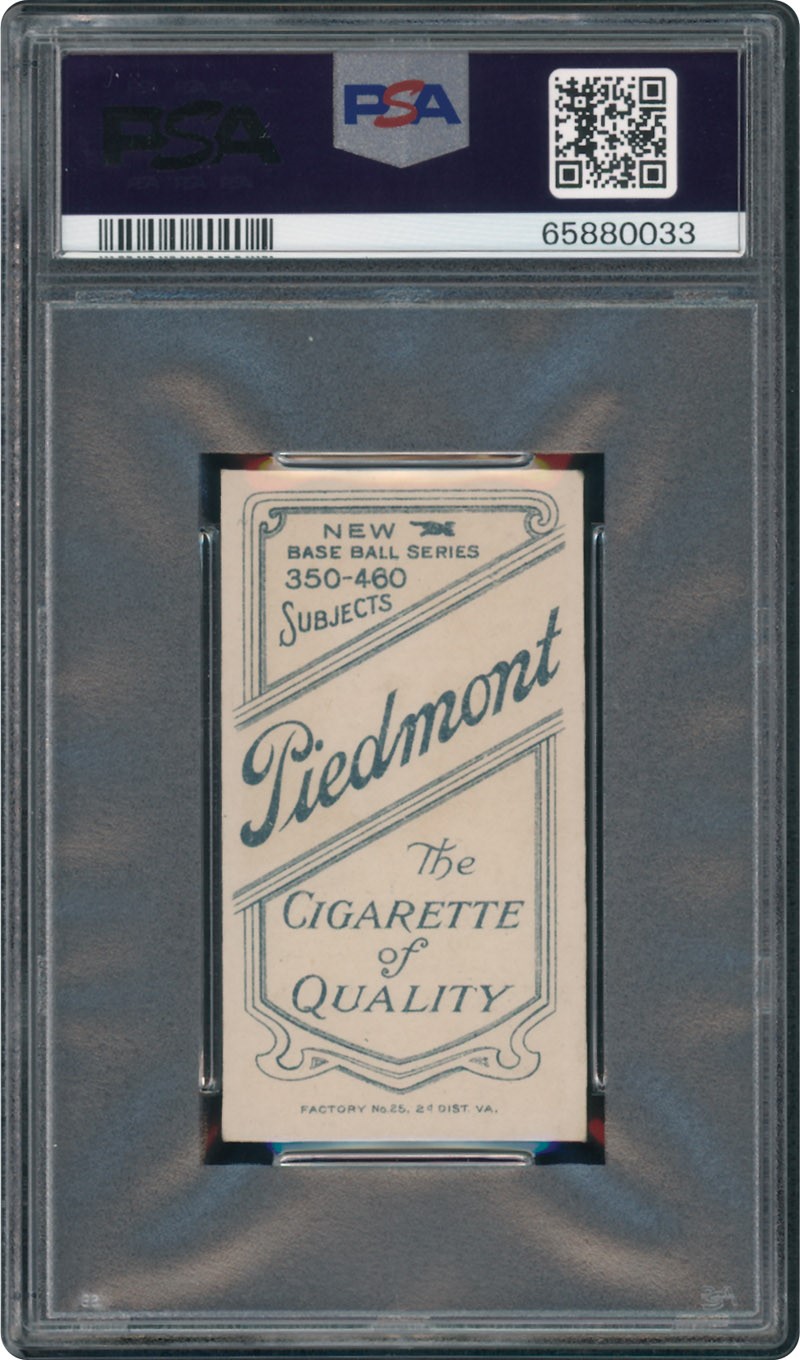 PSA
PSA
65880033
NEW
BASE BALL SERIES
350-460
SUBJECTS
Piedmont
The
CIGARETTE
of
QUALITY
FACTORY No.25, 2d DIST. VA.